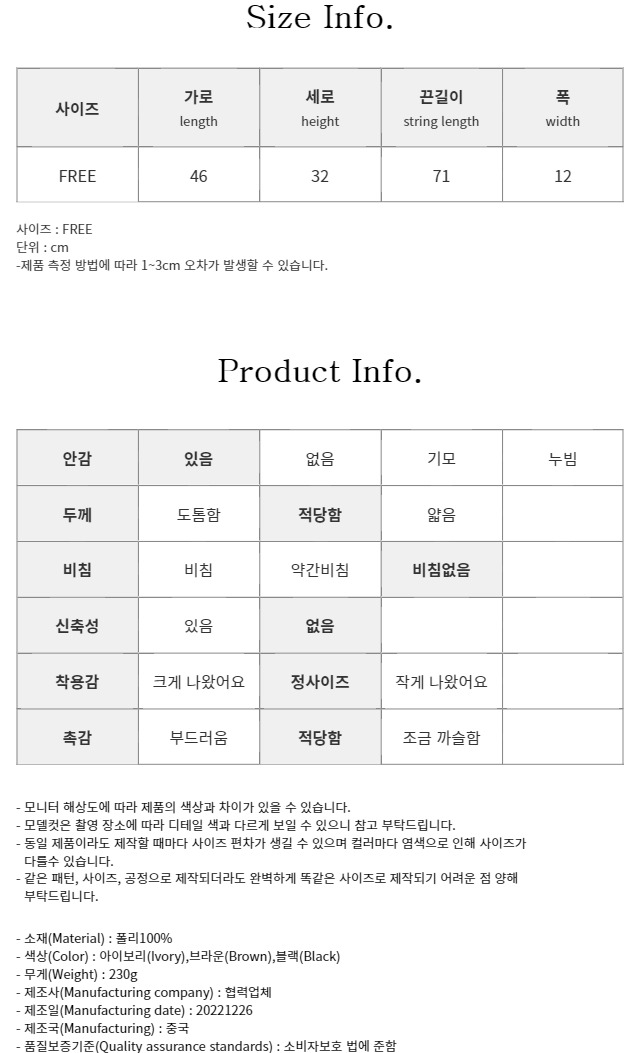 Size Info.
사이즈 가로 세로 끈길이 폭
length height string length width
FREE 46 32 71 12
사이즈 : FREE
단위 : cm
-제품 측정 방법에 따라 1~3cm 오차가 발생할 수 있습니다.
Product Info.
안감 있음 없음 기모 누빔
두께 도톰함 적당함 얇음
비침 비침 약간비침 비침없음
신축성 있음 없음
착용감 크게 나왔어요 정사이즈 작게 나왔어요
촉감 부드러움 적당함 조금 까슬함
- 모니터 해상도에 따라 제품의 색상과 차이가 있을 수 있습니다.
- 모델컷은 촬영 장소에 따라 디테일 색과 다르게 보일 수 있으니 참고 부탁드립니다.
- 동일 제품이라도 제작할 때마다 사이즈 편차가 생길 수 있으며 컬러마다 염색으로 인해 사이즈가
다를수 있습니다.
- 같은 패턴, 사이즈, 공정으로 제작되더라도 완벽하게 똑같은 사이즈로 제작되기 어려운 점 양해
부탁드립니다.
- 소재(Material) : 폴리100%
- 색상(Color) : 아이보리(Ivory),브라운(Brown),블랙(Black)
- 무게(Weight) : 230g
- 제조사(Manufacturing company) : 협력업체
- 제조일(Manufacturing date) : 20221226
- 제조국(Manufacturing) : 중국
- 품질보증기준(Quality assurance standards) : 소비자보호 법에 준함